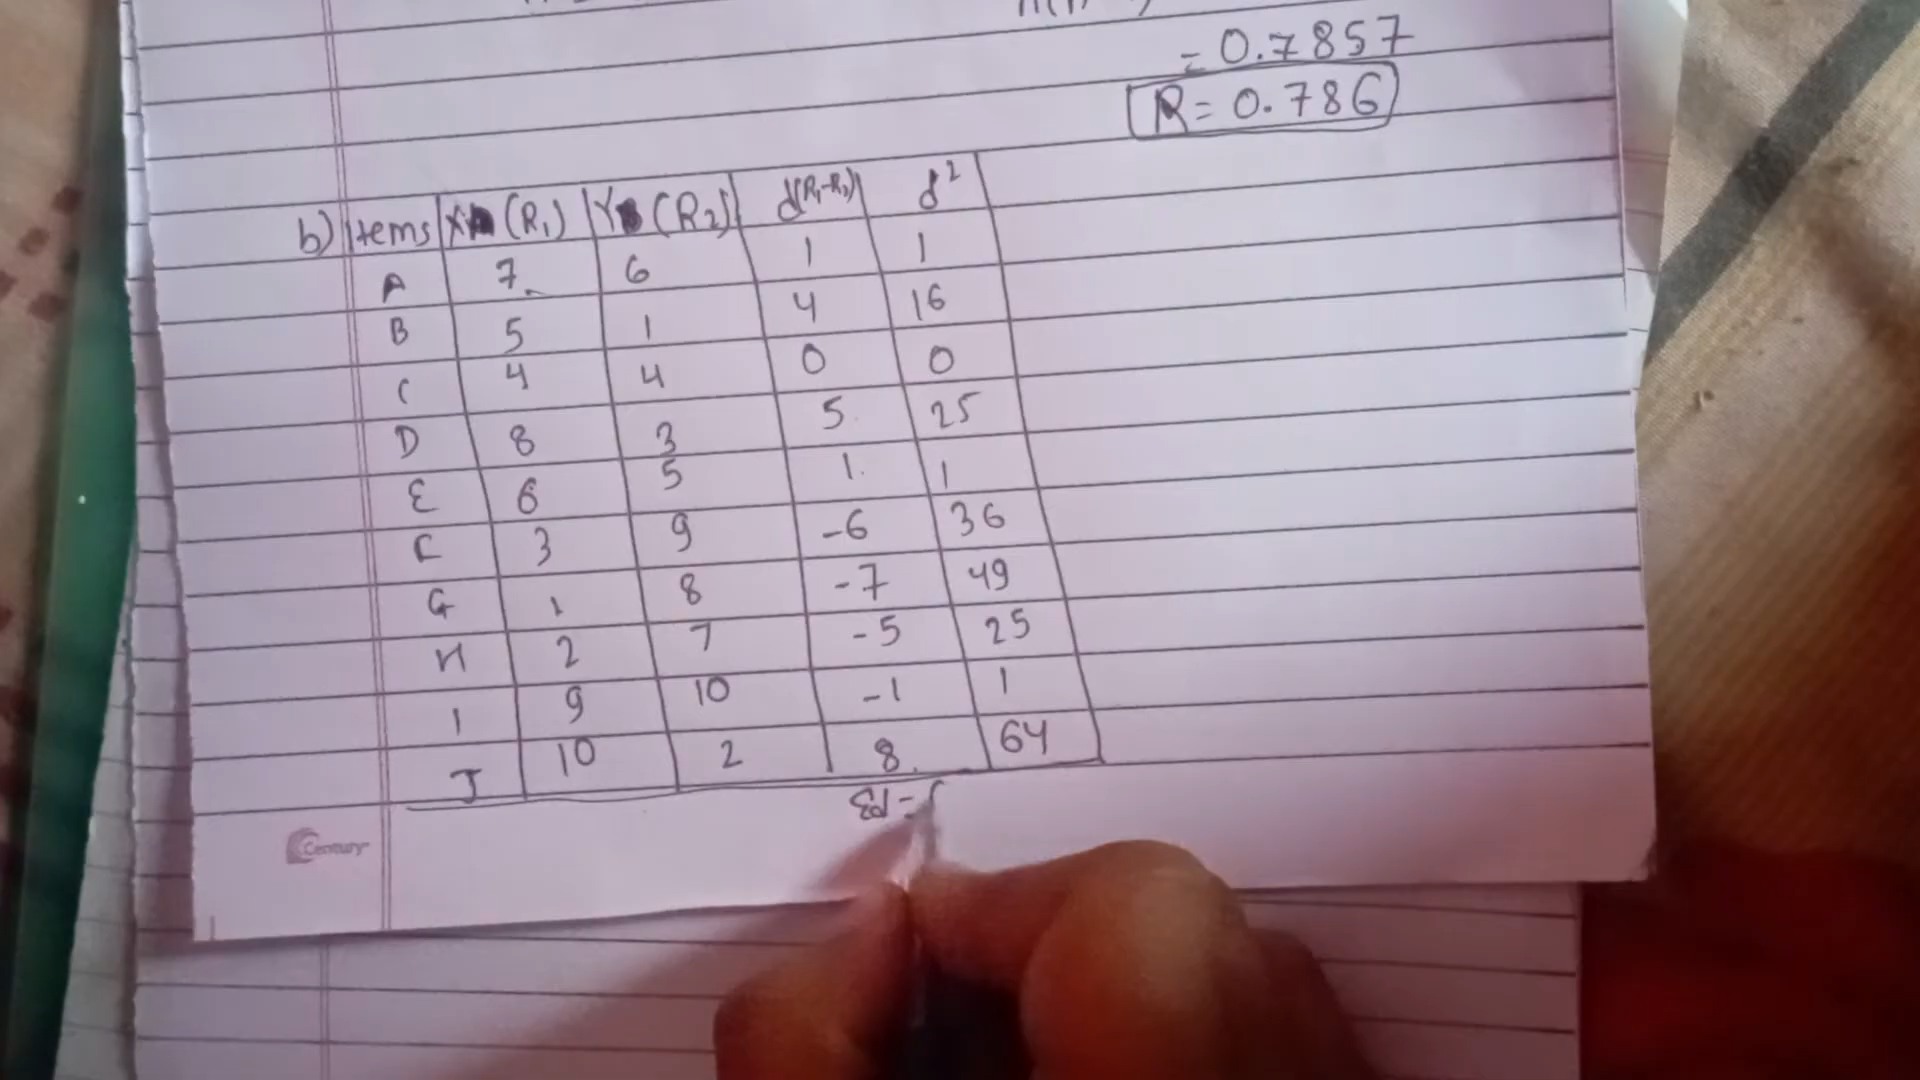 = 0.7857
R = 0.786
b) Items X (R₁) Y (R₂) d(R₁-R₂) d²
A 7 6 1 1
B 5 1 4 16
C 4 4 0 0
D 8 3 5 25
E 6 5 1 1
F 3 9 -6 36
G 1 8 -7 49
H 2 7 -5 25
I 9 10 -1 1
J 10 2 8 64
Σd =
Century